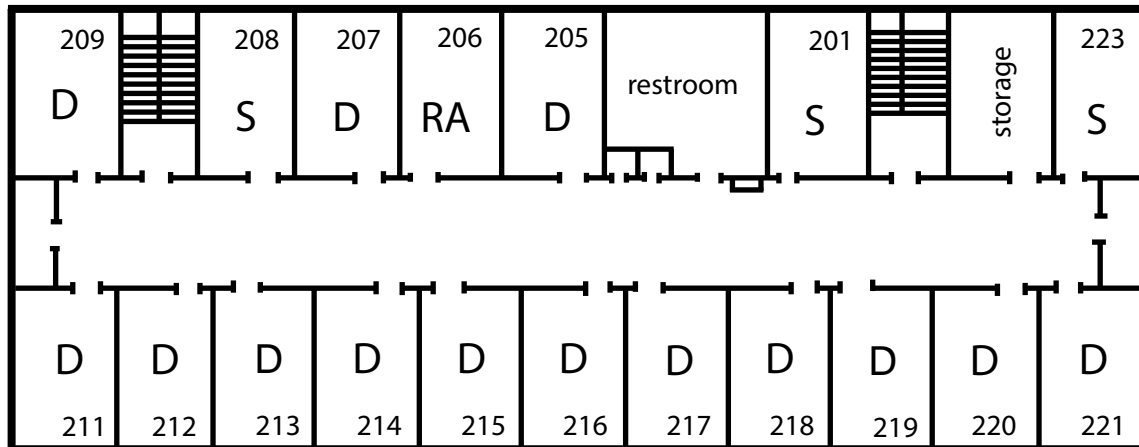 209 208 207 206 205 201 223
restroom
storage
D S D RA D S S
D D D D D D D D D D D
211 212 213 214 215 216 217 218 219 220 221